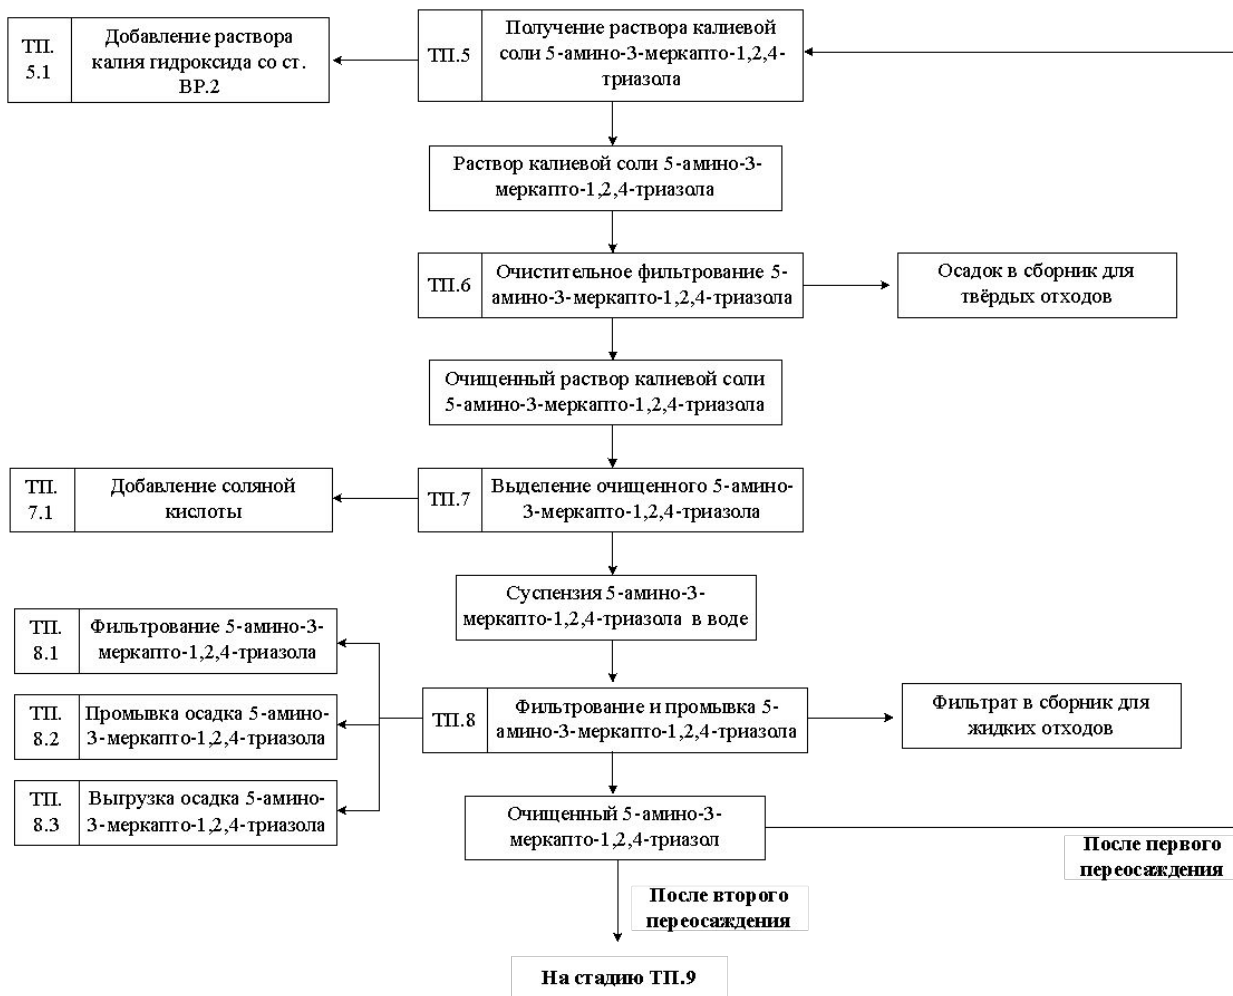 ТП.
5.1
Добавление раствора
калия гидроксида со ст.
ВР.2
ТП.5
Получение раствора калиевой
соли 5-амино-3-меркапто-1,2,4-
триазола
Раствор калиевой соли 5-амино-3-
меркапто-1,2,4-триазола
ТП.6
Очистительное фильтрование 5-
амино-3-меркапто-1,2,4-триазола
Осадок в сборник для
твёрдых отходов
Очищенный раствор калиевой соли
5-амино-3-меркапто-1,2,4-триазола
ТП.
7.1
Добавление соляной
кислоты
ТП.7
Выделение очищенного 5-амино-
3-меркапто-1,2,4-триазола
Суспензия 5-амино-3-
меркапто-1,2,4-триазола в воде
ТП.
8.1
Фильтрование 5-амино-3-
меркапто-1,2,4-триазола
ТП.
8.2
Промывка осадка 5-амино-
3-меркапто-1,2,4-триазола
ТП.8
Фильтрование и промывка 5-
амино-3-меркапто-1,2,4-триазола
Фильтрат в сборник для
жидких отходов
ТП.
8.3
Выгрузка осадка 5-амино-
3-меркапто-1,2,4-триазола
Очищенный 5-амино-3-
меркапто-1,2,4-триазол
После первого
переосаждения
После второго
переосаждения
На стадию ТП.9